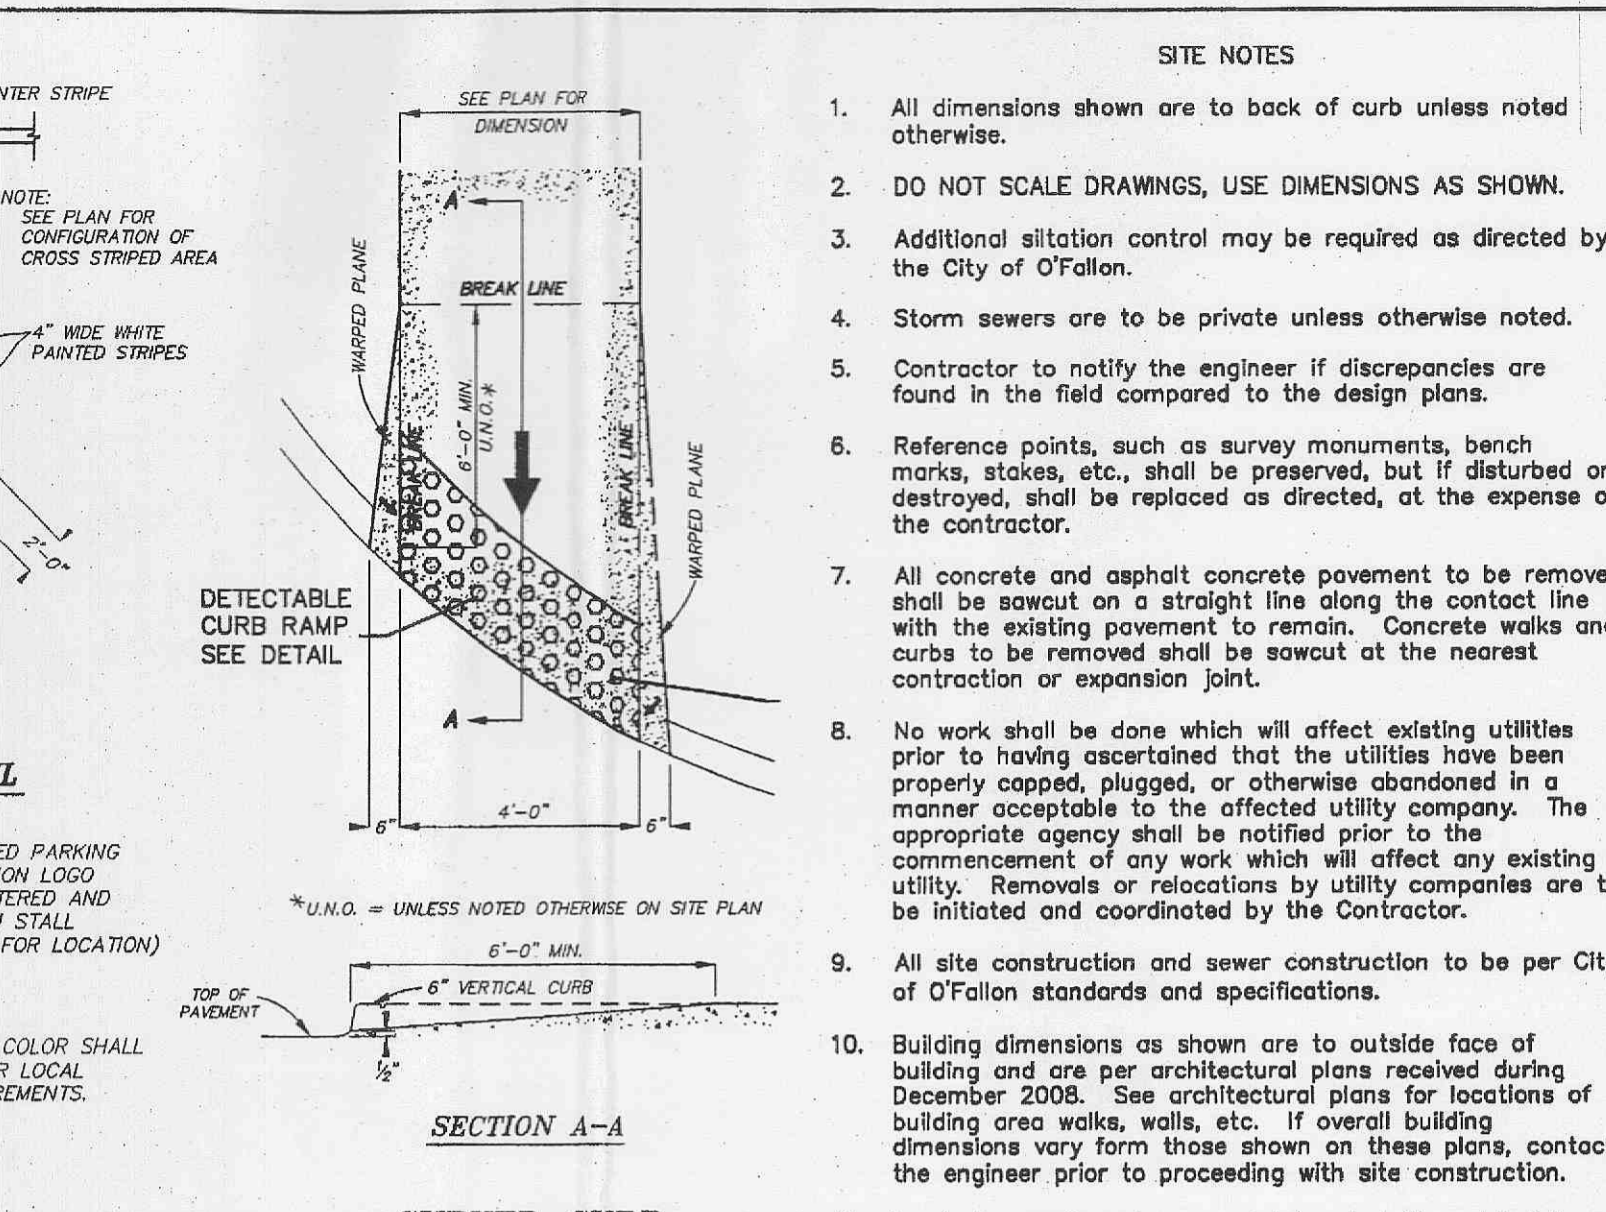 NTER STRIPE
NOTE:
SEE PLAN FOR
CONFIGURATION OF
CROSS STRIPED AREA
4" WIDE WHITE
PAINTED STRIPES
2'-0"
L
ED PARKING
ON LOGO
TERED AND
STALL
FOR LOCATION)
COLOR SHALL
R LOCAL
REMENTS.
SEE PLAN FOR
DIMENSION
A
WARPED PLANE
BREAK LINE
6'-0" MIN.
U.N.O.*
BREAK LINE
BREAK LINE
WARPED PLANE
DETECTABLE
CURB RAMP
SEE DETAIL
A
6"
4'-0"
6"
*U.N.O. = UNLESS NOTED OTHERWISE ON SITE PLAN
6'-0" MIN.
6" VERTICAL CURB
TOP OF
PAVEMENT
1/2"
SECTION A-A
SITE NOTES
1. All dimensions shown are to back of curb unless noted
otherwise.
2. DO NOT SCALE DRAWINGS, USE DIMENSIONS AS SHOWN.
3. Additional siltation control may be required as directed by
the City of O'Fallon.
4. Storm sewers are to be private unless otherwise noted.
5. Contractor to notify the engineer if discrepancies are
found in the field compared to the design plans.
6. Reference points, such as survey monuments, bench
marks, stakes, etc., shall be preserved, but if disturbed or
destroyed, shall be replaced as directed, at the expense o
the contractor.
7. All concrete and asphalt concrete pavement to be remove
shall be sawcut on a straight line along the contact line
with the existing pavement to remain. Concrete walks and
curbs to be removed shall be sawcut at the nearest
contraction or expansion joint.
8. No work shall be done which will affect existing utilities
prior to having ascertained that the utilities have been
properly capped, plugged, or otherwise abandoned in a
manner acceptable to the affected utility company. The
appropriate agency shall be notified prior to the
commencement of any work which will affect any existing
utility. Removals or relocations by utility companies are t
be initiated and coordinated by the Contractor.
9. All site construction and sewer construction to be per Cit
of O'Fallon standards and specifications.
10. Building dimensions as shown are to outside face of
building and are per architectural plans received during
December 2008. See architectural plans for locations of
building area walks, walls, etc. If overall building
dimensions vary form those shown on these plans, contac
the engineer prior to proceeding with site construction.